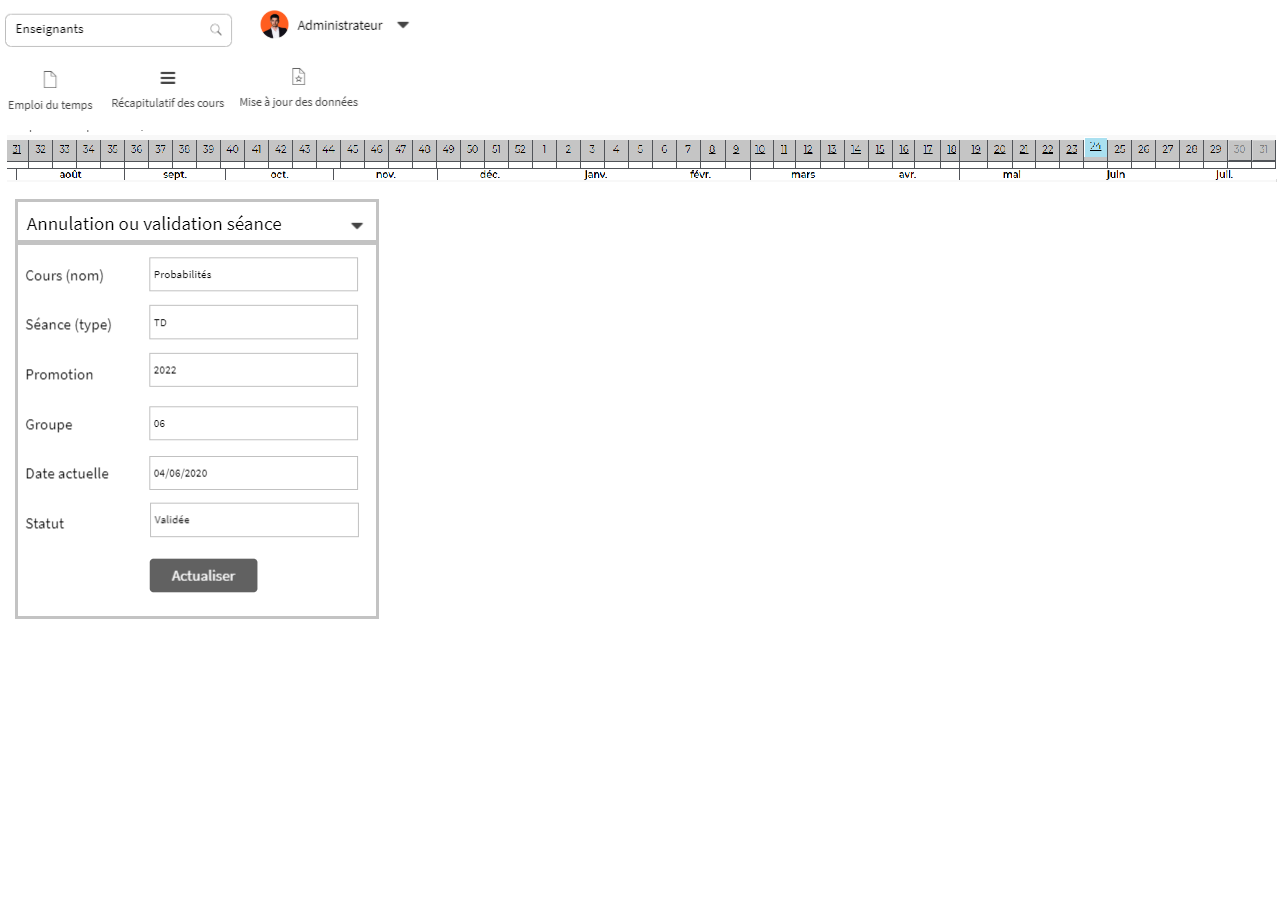 Enseignants
Administrateur
Emploi du temps
Récapitulatif des cours
Mise à jour des données
31 32 33 34 35 36 37 38 39 40 41 42 43 44 45 46 47 48 49 50 51 52 1 2 3 4 5 6 7 8 9 10 11 12 13 14 15 16 17 18 19 20 21 22 23 24 25 26 27 28 29 30 31
août sept. oct. nov. déc. janv. févr. mars avr. mai juin juil.
Annulation ou validation séance
Cours (nom) Probabilités
Séance (type) TD
Promotion 2022
Groupe 06
Date actuelle 04/06/2020
Statut Validée
Actualiser